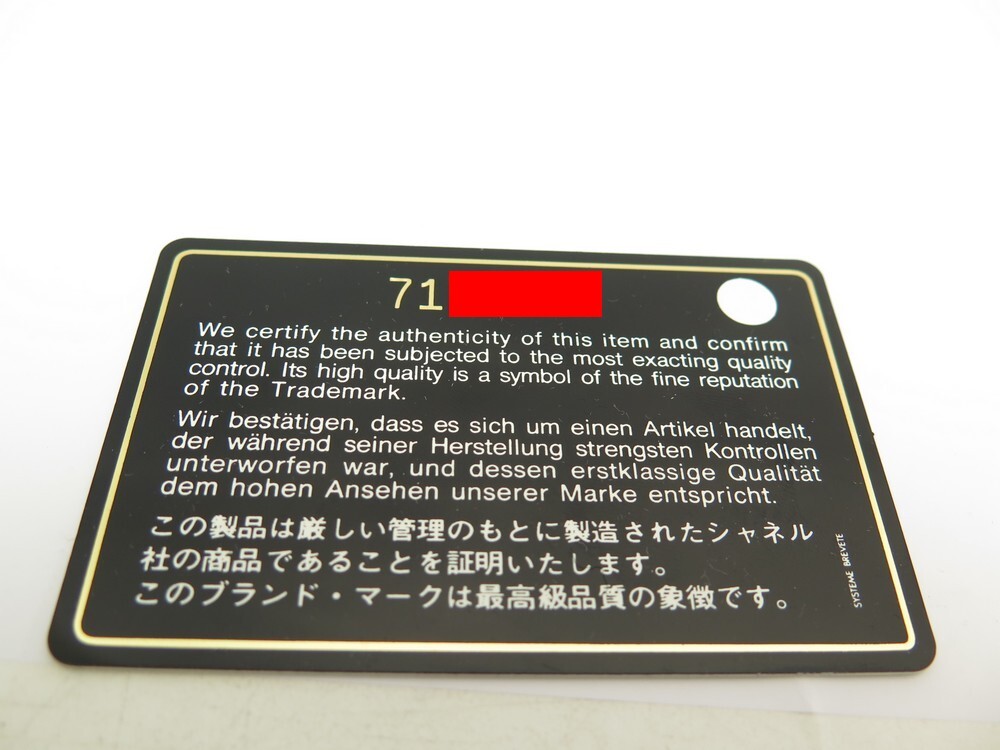 71
We certify the authenticity of this item and confirm
that it has been subjected to the most exacting quality
control. Its high quality is a symbol of the fine reputation
of the Trademark.
Wir bestätigen, dass es sich um einen Artikel handelt,
der während seiner Herstellung strengsten Kontrollen
unterworfen war, und dessen erstklassige Qualität
dem hohen Ansehen unserer Marke entspricht.
この製品は厳しい管理のもとに製造されたシャネル
社の商品であることを証明いたします。
このブランド・マークは最高級品質の象徴です。
SYSTEME BREVETE